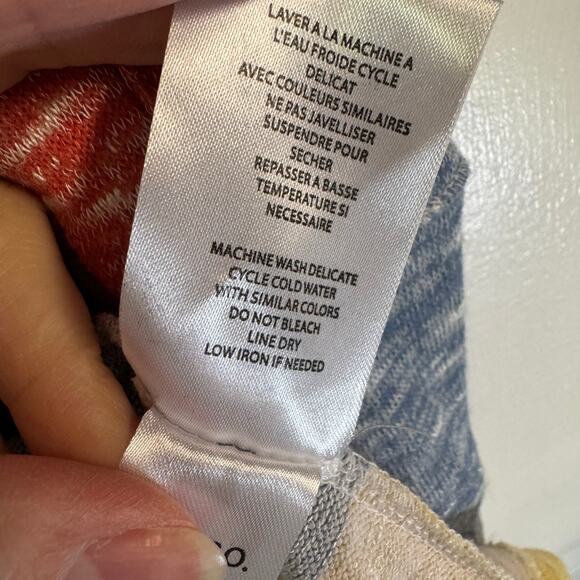 LAVER A LA MACHINE A
L'EAU FROIDE CYCLE
DELICAT
AVEC COULEURS SIMILAIRES
NE PAS JAVELLISER
SUSPENDRE POUR
SECHER
REPASSER A BASSE
TEMPERATURE SI
NECESSAIRE
MACHINE WASH DELICATE
CYCLE COLD WATER
WITH SIMILAR COLORS
DO NOT BLEACH
LINE DRY
LOW IRON IF NEEDED